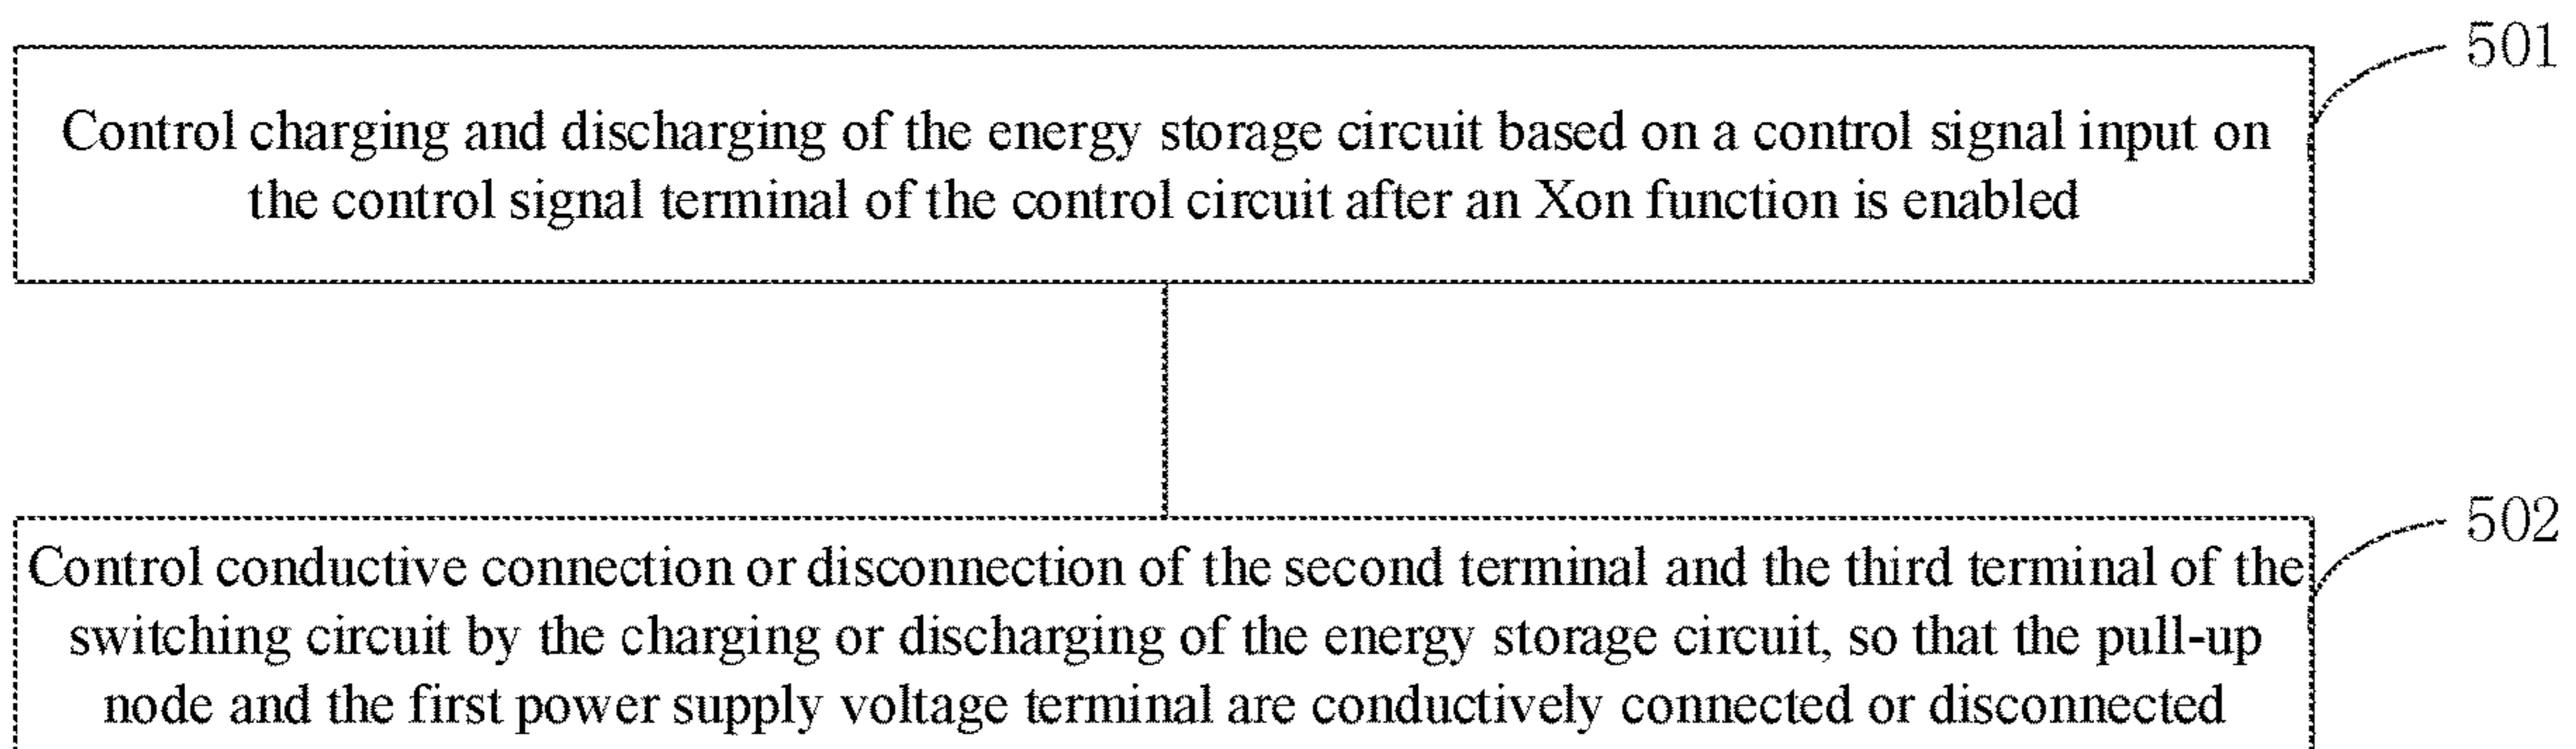 501
Control charging and discharging of the energy storage circuit based on a control signal input on
the control signal terminal of the control circuit after an Xon function is enabled
502
Control conductive connection or disconnection of the second terminal and the third terminal of the
switching circuit by the charging or discharging of the energy storage circuit, so that the pull-up
node and the first power supply voltage terminal are conductively connected or disconnected